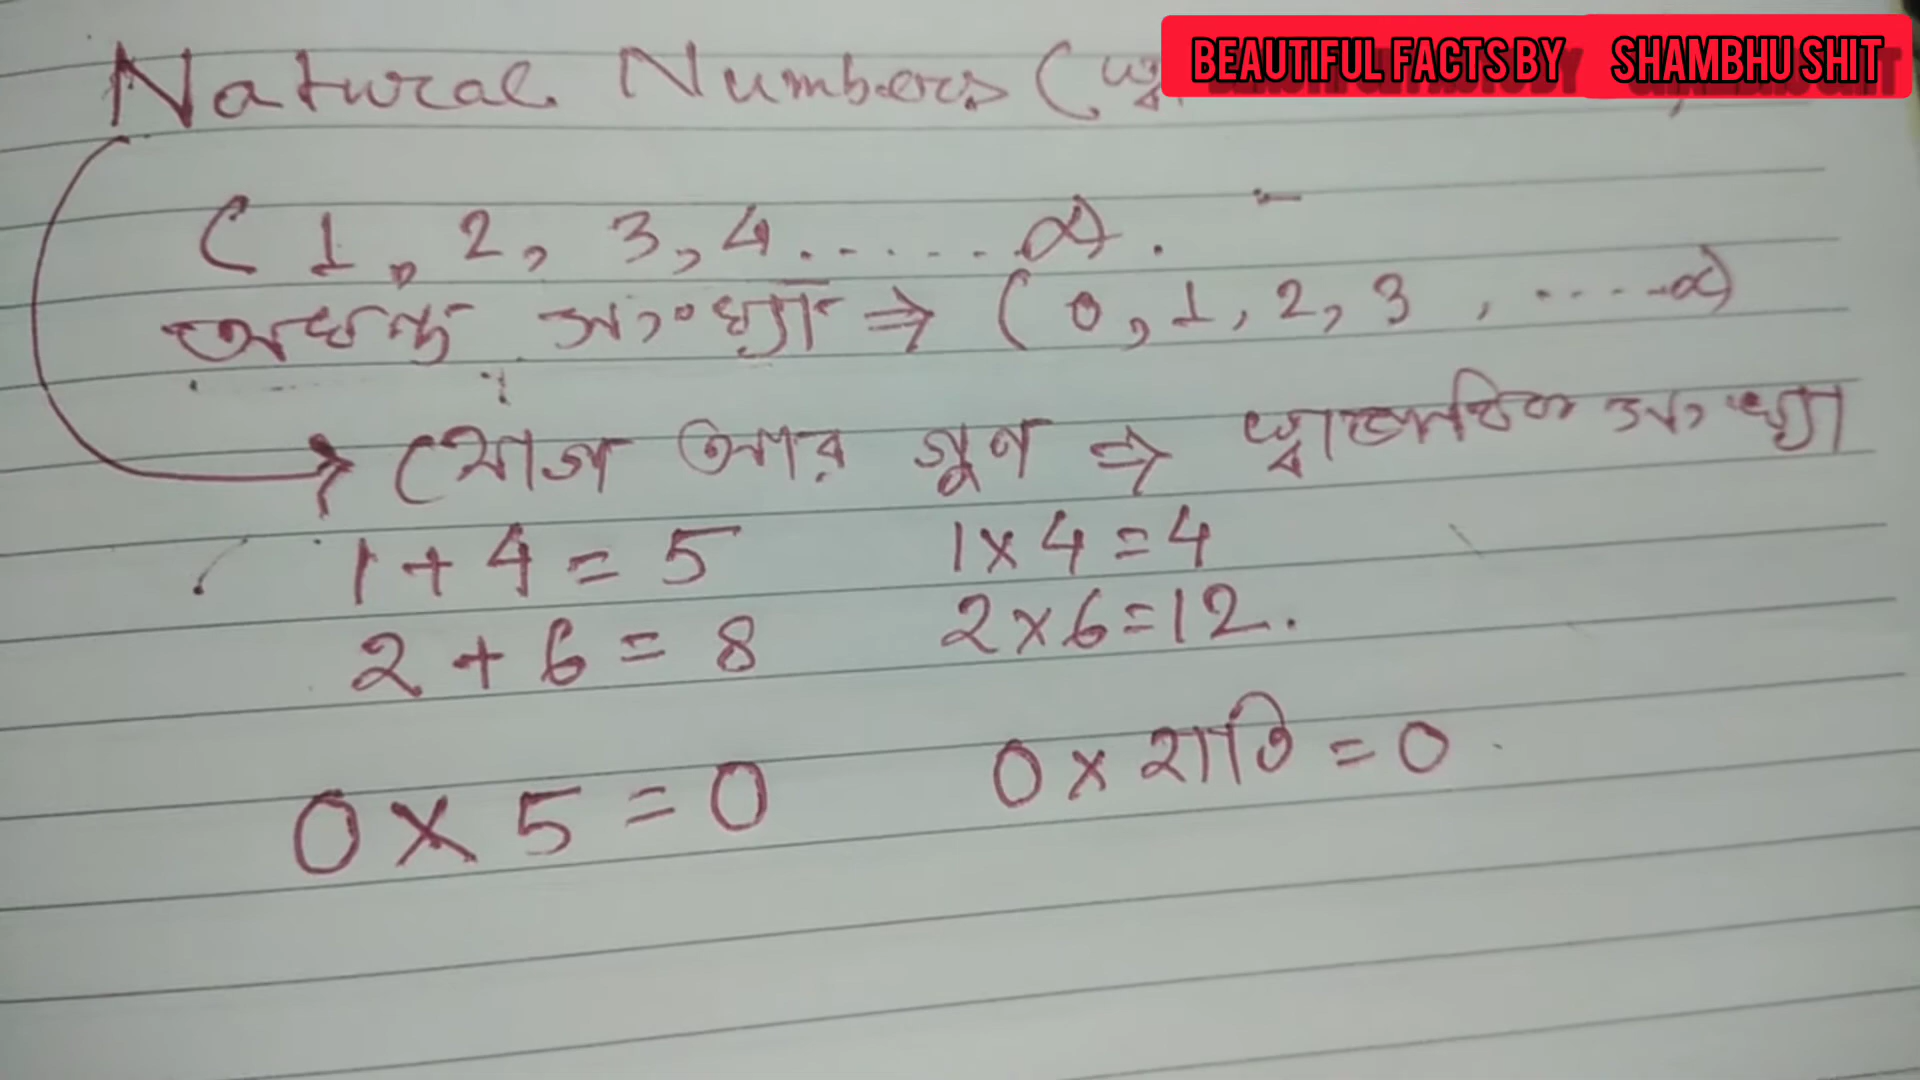 BEAUTIFUL FACTS BY SHAMBHU SHIT
Natural Numbers (
( 1, 2, 3, 4 ...... ∝).
অখন্ড সংখ্যা ⇒ ( 0, 1, 2, 3, ..... ∝)
যোগ আর গুণ ⇒ স্বাভাবিক সংখ্যা
1 + 4 = 5 1 x 4 = 4
2 + 6 = 8 2 x 6 = 12.
0 x 5 = 0 0 x রাশি = 0